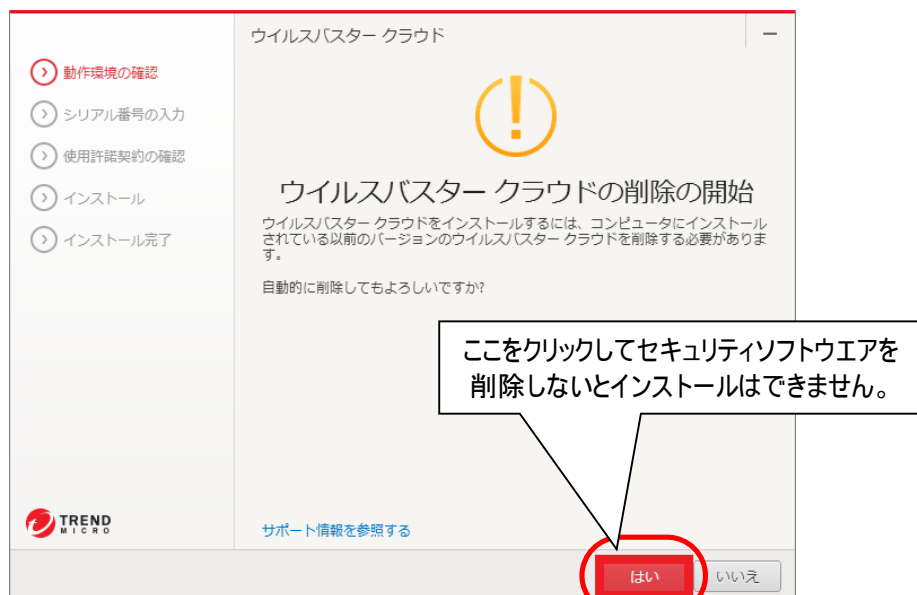 ウイルスバスター クラウド
動作環境の確認
シリアル番号の入力
使用許諾契約の確認
インストール
インストール完了
ウイルスバスター クラウドの削除の開始
ウイルスバスター クラウドをインストールするには、コンピュータにインストール
されている以前のバージョンのウイルスバスター クラウドを削除する必要がありま
す。
自動的に削除してもよろしいですか?
ここをクリックしてセキュリティソフトウエアを
削除しないとインストールはできません。
TREND
MICRO
サポート情報を参照する
はい
いいえ